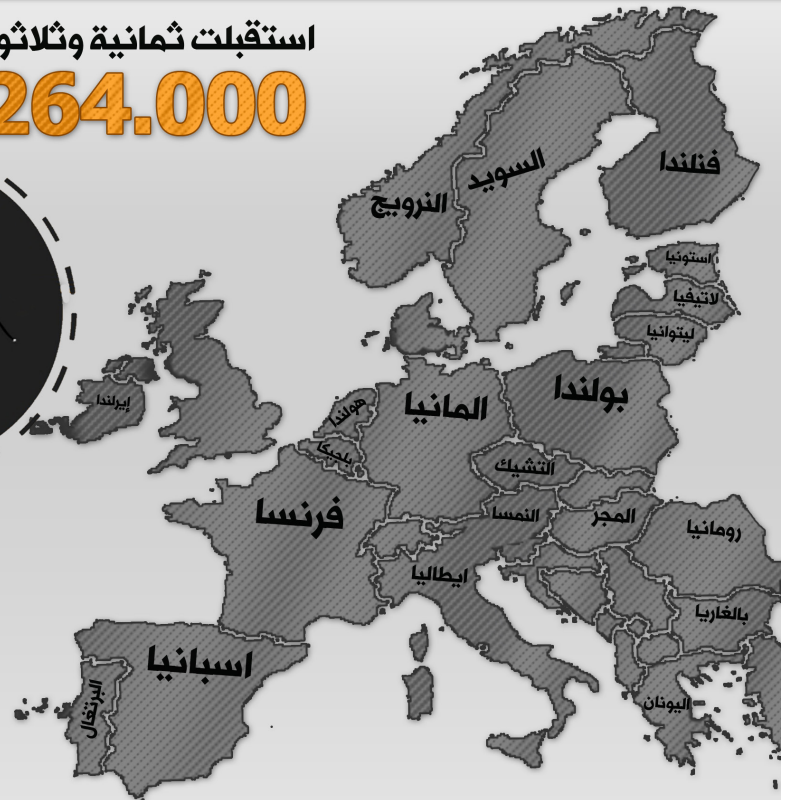 استقبلت ثمانية وثلاثو
264.000
فنلندا
السويد
النرويج
استونيا
لاتيفيا
ليتوانيا
بولندا
المانيا
هولندا
إيرلندا
بلجيكا
التشيك
فرنسا
النمسا
المجر
رومانيا
ايطاليا
بالغاريا
اسبانيا
البرتغال
اليونان